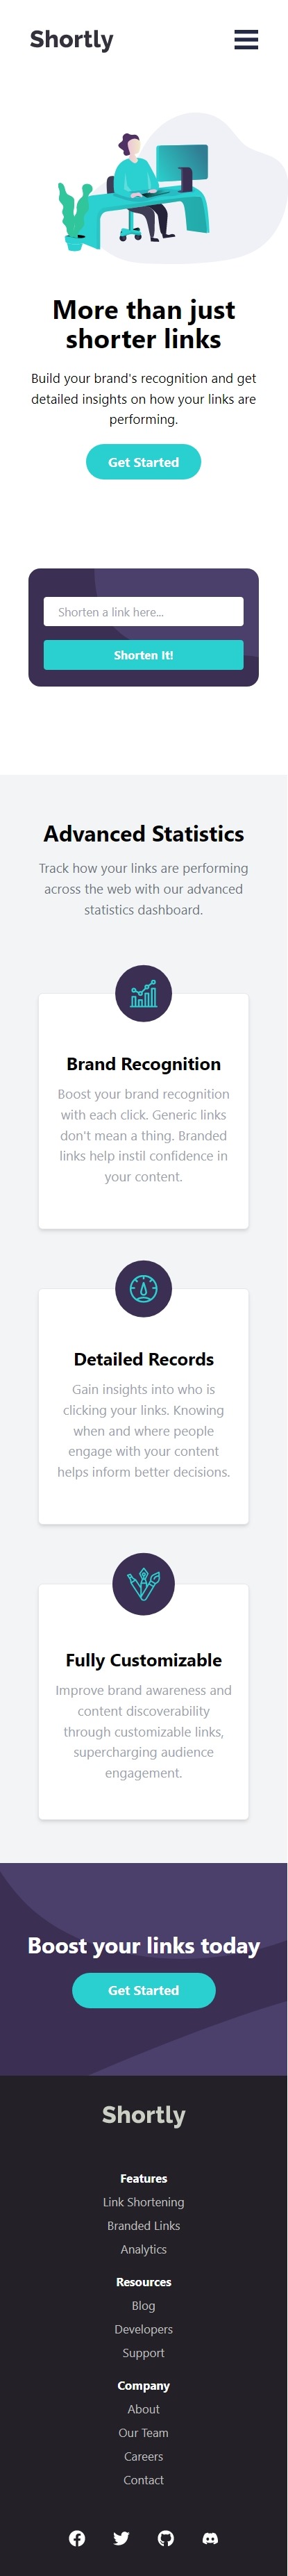 Shortly
More than just
shorter links
Build your brand's recognition and get
detailed insights on how your links are
performing.
Get Started
Shorten a link here...
Shorten It!
Advanced Statistics
Track how your links are performing
across the web with our advanced
statistics dashboard.
Brand Recognition
Boost your brand recognition
with each click. Generic links
don't mean a thing. Branded
links help instil confidence in
your content.
Detailed Records
Gain insights into who is
clicking your links. Knowing
when and where people
engage with your content
helps inform better decisions.
Fully Customizable
Improve brand awareness and
content discoverability
through customizable links,
supercharging audience
engagement.
Boost your links today
Get Started
Shortly
Features
Link Shortening
Branded Links
Analytics
Resources
Blog
Developers
Support
Company
About
Our Team
Careers
Contact